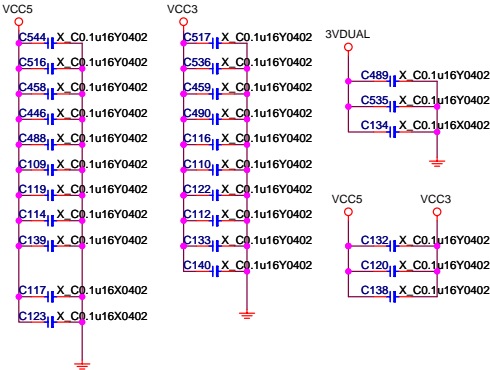 VCC5
C544 X_C0.1u16Y0402
C516 X_C0.1u16Y0402
C458 X_C0.1u16Y0402
C446 X_C0.1u16Y0402
C488 X_C0.1u16Y0402
C109 X_C0.1u16Y0402
C119 X_C0.1u16Y0402
C114 X_C0.1u16Y0402
C139 X_C0.1u16Y0402
C117 X_C0.1u16X0402
C123 X_C0.1u16X0402
VCC3
C517 X_C0.1u16Y0402
C536 X_C0.1u16Y0402
C459 X_C0.1u16Y0402
C490 X_C0.1u16Y0402
C116 X_C0.1u16Y0402
C110 X_C0.1u16Y0402
C122 X_C0.1u16Y0402
C112 X_C0.1u16Y0402
C133 X_C0.1u16Y0402
C140 X_C0.1u16Y0402
3VDUAL
C489 X_C0.1u16Y0402
C535 X_C0.1u16Y0402
C134 X_C0.1u16X0402
VCC5 VCC3
C132 X_C0.1u16Y0402
C120 X_C0.1u16Y0402
C138 X_C0.1u16Y0402